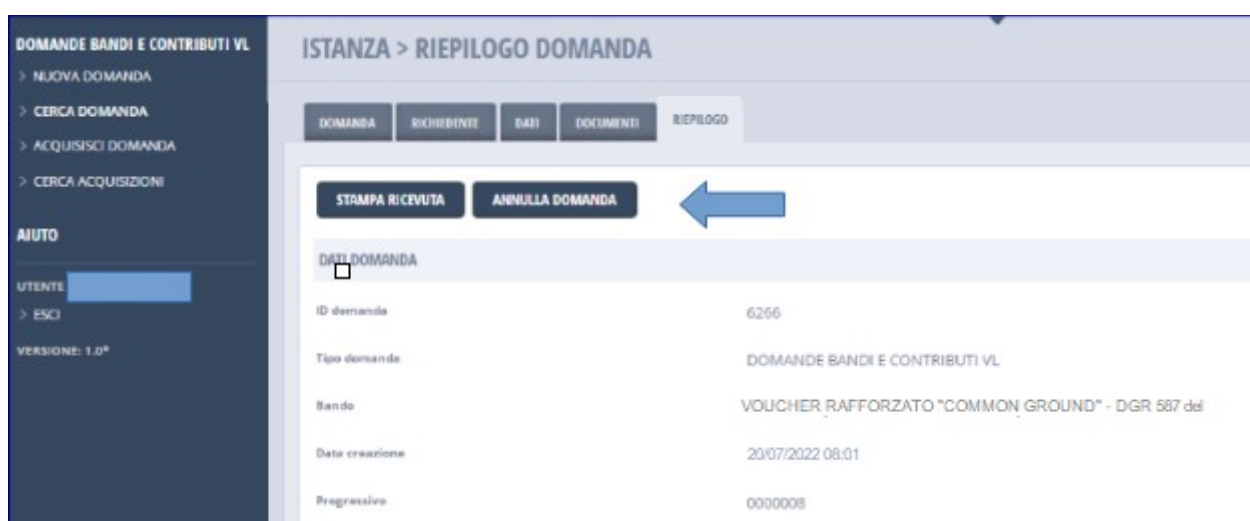 DOMANDE BANDI E CONTRIBUTI VL
> NUOVA DOMANDA
> CERCA DOMANDA
> ACQUISISCI DOMANDA
> CERCA ACQUISIZIONI
AIUTO
UTENTE
> ESCI
VERSIONE: 1.0*
ISTANZA > RIEPILOGO DOMANDA
DOMANDA RICHIEDENTE DATI DOCUMENTI RIEPILOGO
STAMPA RICEVUTA ANNULLA DOMANDA
DATI DOMANDA
ID domanda 6266
Tipo domanda DOMANDE BANDI E CONTRIBUTI VL
Bando VOUCHER RAFFORZATO "COMMON GROUND" - DGR 587 del
Data creazione 20/07/2022 08:01
Progressivo 0000008